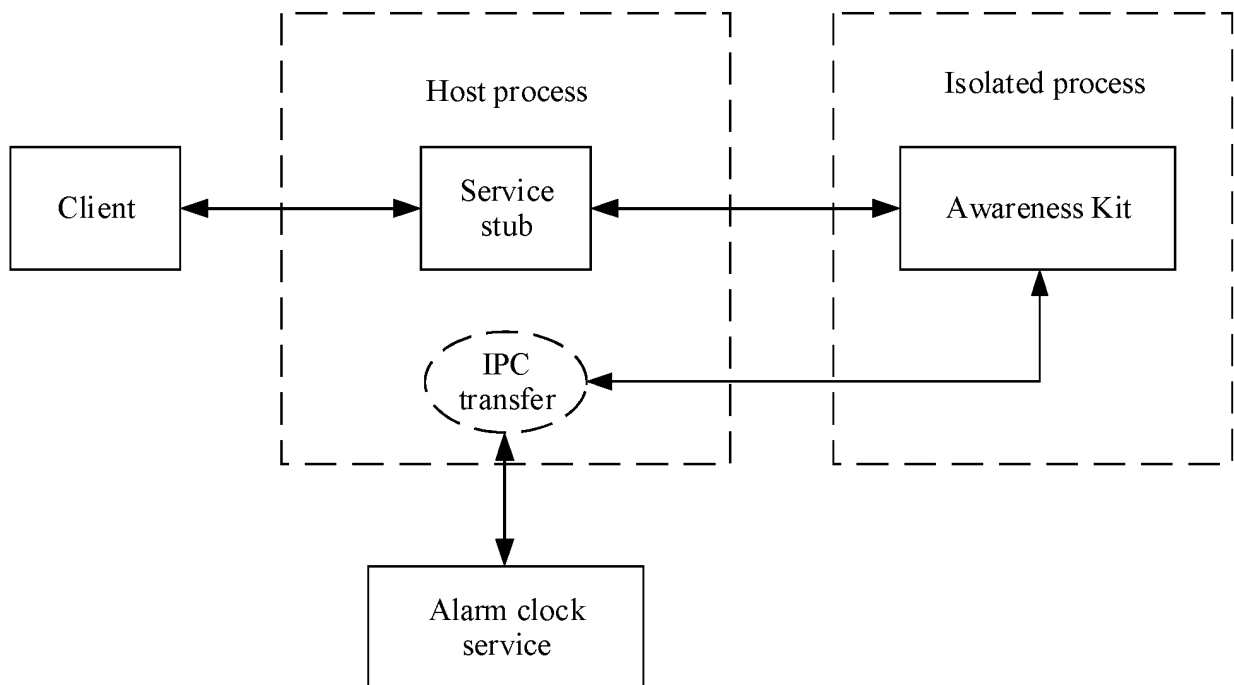 Host process
Isolated process
Client
Service
stub
Awareness Kit
IPC
transfer
Alarm clock
service